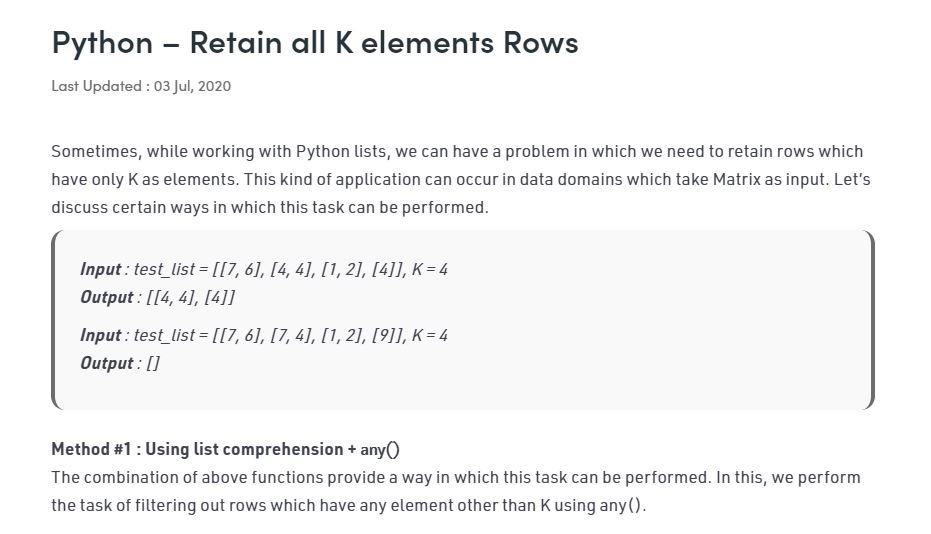 Python – Retain all K elements Rows
Last Updated : 03 Jul, 2020
Sometimes, while working with Python lists, we can have a problem in which we need to retain rows which
have only K as elements. This kind of application can occur in data domains which take Matrix as input. Let’s
discuss certain ways in which this task can be performed.
Input : test_list = [[7, 6], [4, 4], [1, 2], [4]], K = 4
Output : [[4, 4], [4]]
Input : test_list = [[7, 6], [7, 4], [1, 2], [9]], K = 4
Output : []
Method #1 : Using list comprehension + any()
The combination of above functions provide a way in which this task can be performed. In this, we perform
the task of filtering out rows which have any element other than K using any().